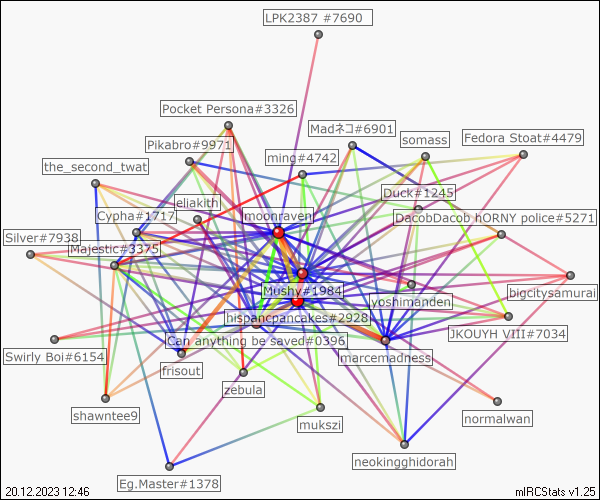 LPK2387 #7690
Pocket Persona#3326
Madネコ#6901
Pikabro#9971
somass
Fedora Stoat#4479
ming#4742
the_second_twat
Duck#1245
eliakith
Cypha#1717
moonraven
DacobDacob hORNY police#5271
Silver#7938
Majestic#3375
Mushy#1984
yoshimanden
bigcitysamurai
hispancpancakes#2928
JKOUYH VIII#7034
Can anything be saved#0396
Swirly Boi#6154
marcemadness
frisout
zebula
shawntee9
mukszi
normalwan
neokingghidorah
Eg.Master#1378
20.12.2023 12:46
mIRCStats v1.25